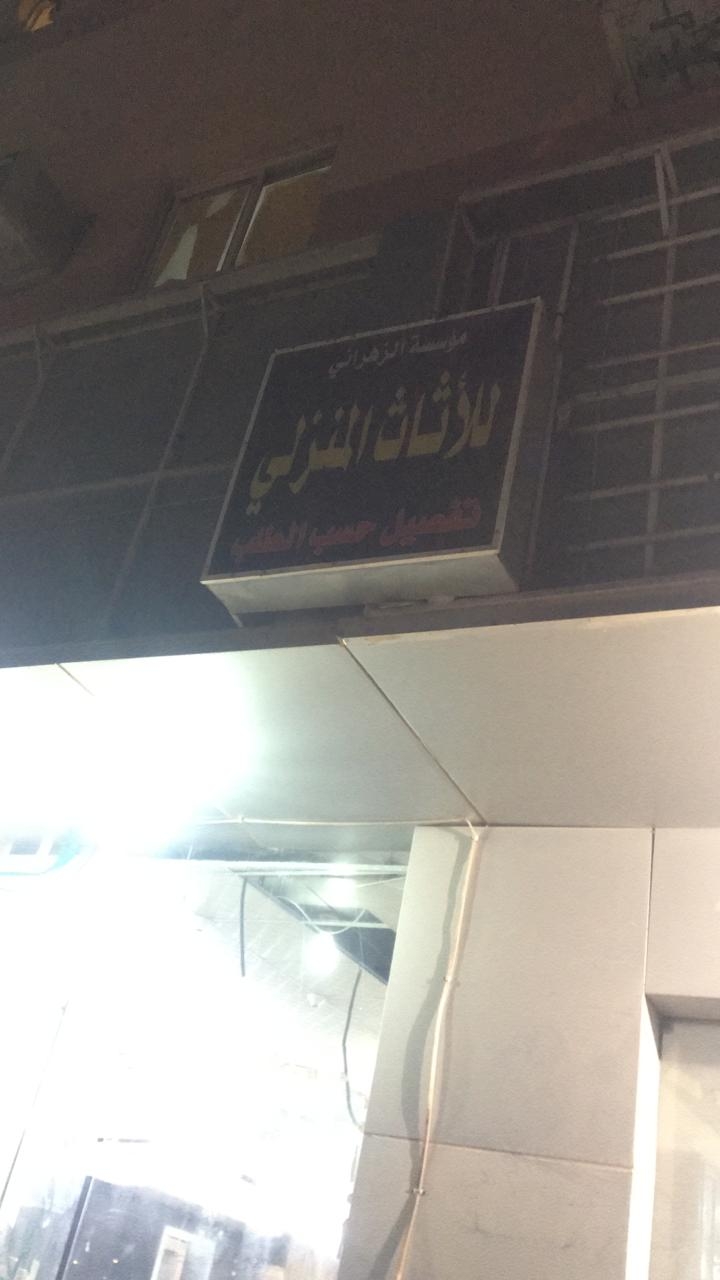 مؤسسة الزهراني
للأثاث المنزلي
تفصيل حسب الطلب